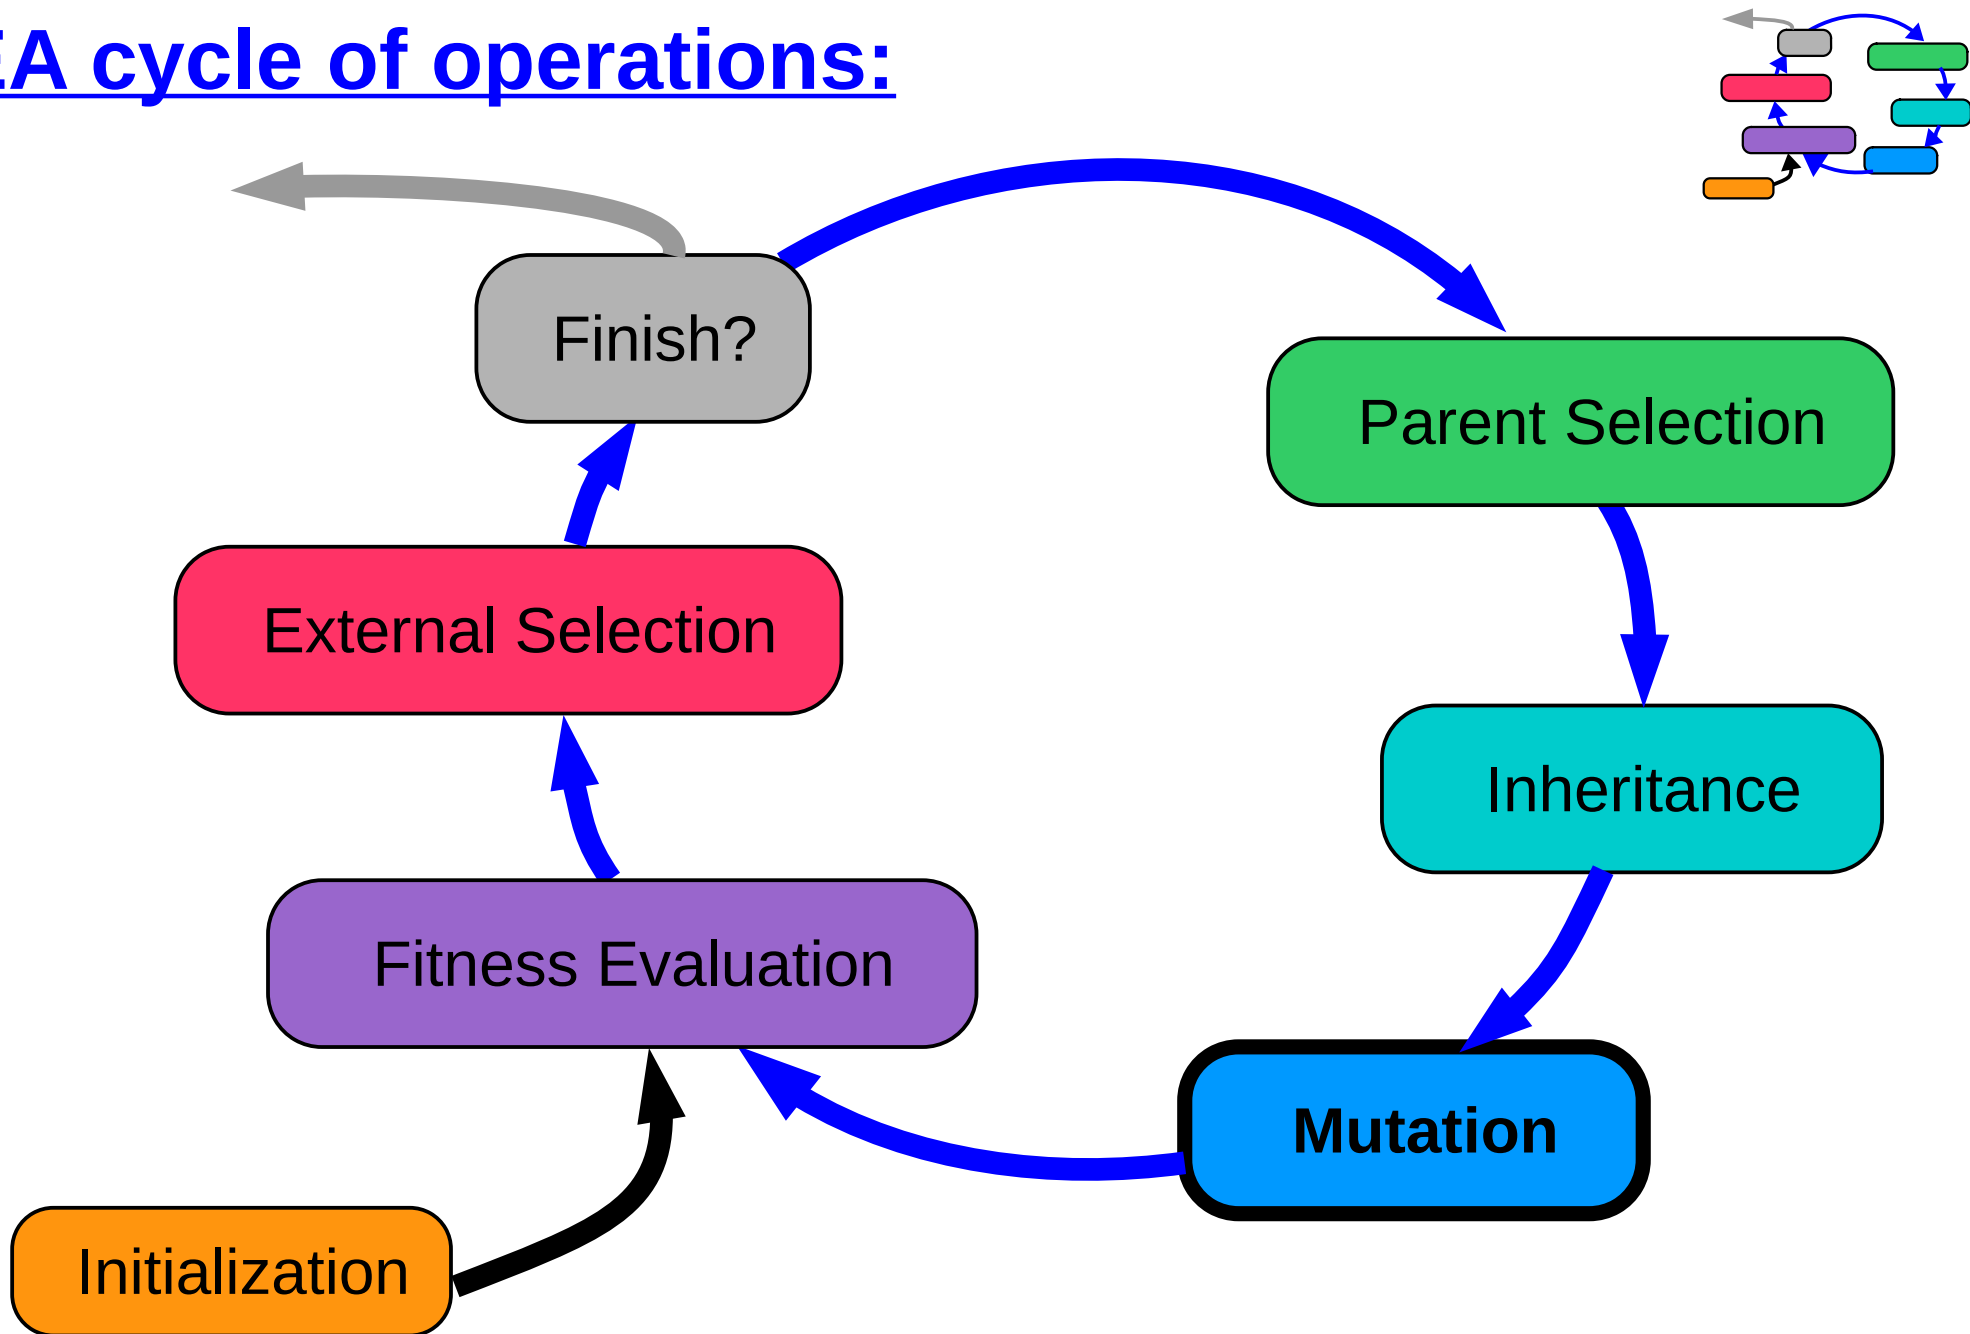 EA cycle of operations:
Finish?
Parent Selection
External Selection
Inheritance
Fitness Evaluation
Mutation
Initialization